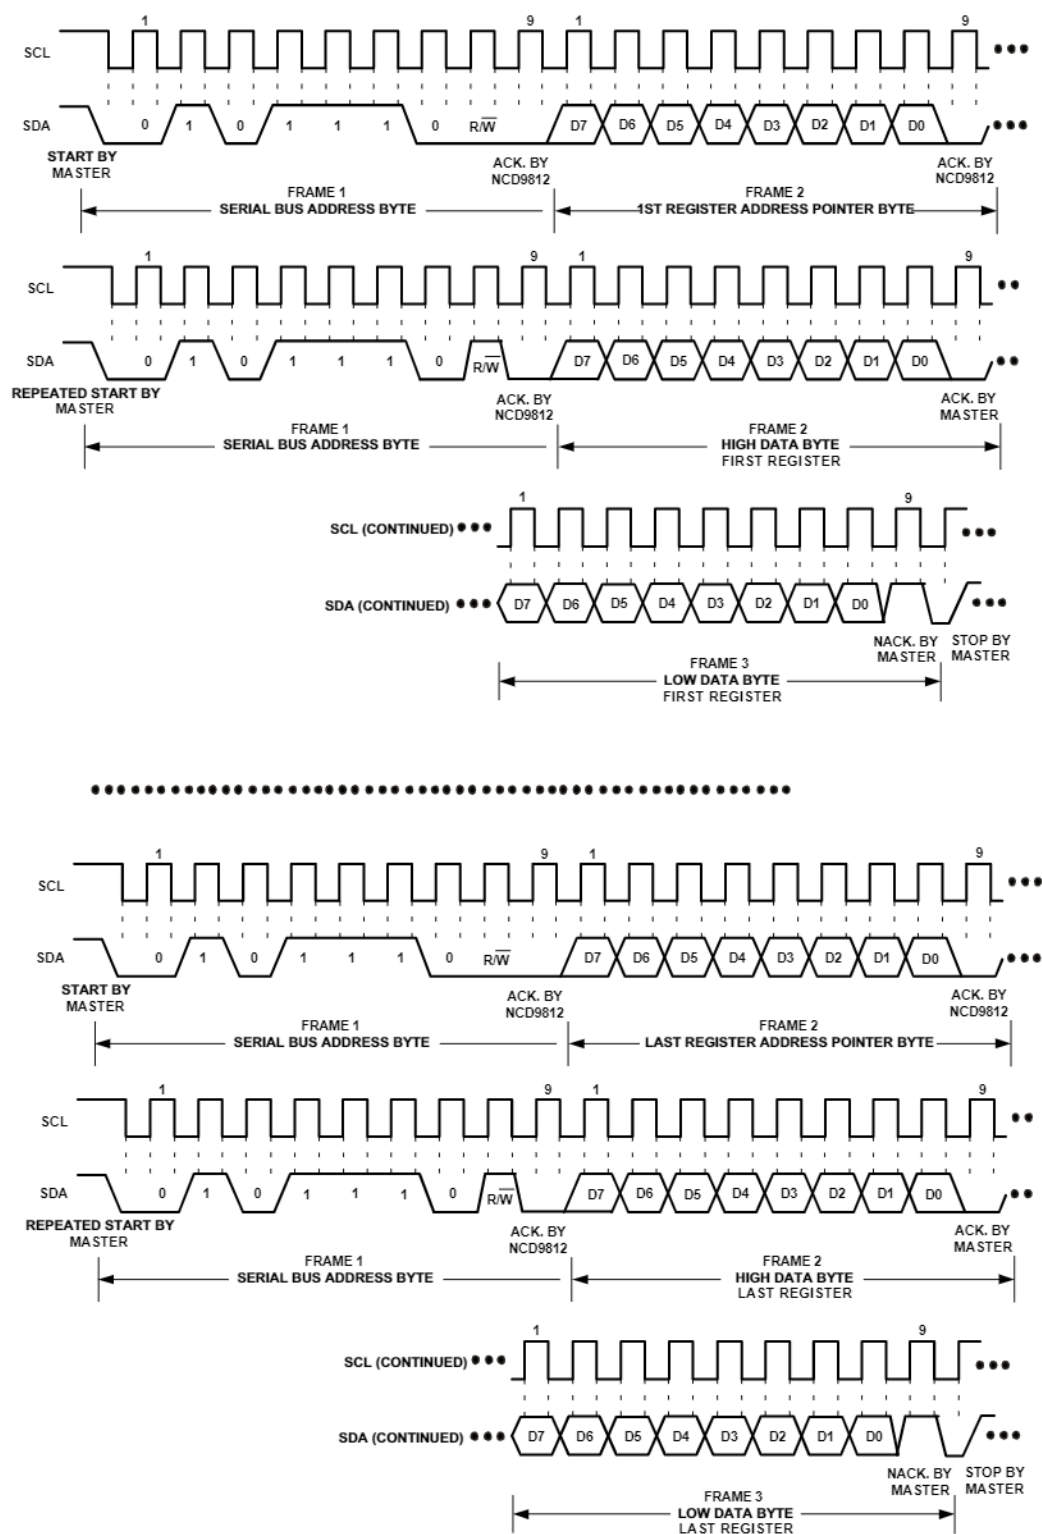 1 9 1 9
SCL
SDA 0 1 0 1 1 1 0 R/W D7 D6 D5 D4 D3 D2 D1 D0
START BY
MASTER
ACK. BY
NCD9812
ACK. BY
NCD9812
FRAME 1
SERIAL BUS ADDRESS BYTE
FRAME 2
1ST REGISTER ADDRESS POINTER BYTE
1 9 1 9
SCL
SDA 0 1 0 1 1 1 0 R/W D7 D6 D5 D4 D3 D2 D1 D0
REPEATED START BY
MASTER
ACK. BY
NCD9812
ACK. BY
MASTER
FRAME 1
SERIAL BUS ADDRESS BYTE
FRAME 2
HIGH DATA BYTE
FIRST REGISTER
1 9
SCL (CONTINUED)
SDA (CONTINUED) D7 D6 D5 D4 D3 D2 D1 D0
NACK. BY
MASTER
STOP BY
MASTER
FRAME 3
LOW DATA BYTE
FIRST REGISTER
1 9 1 9
SCL
SDA 0 1 0 1 1 1 0 R/W D7 D6 D5 D4 D3 D2 D1 D0
START BY
MASTER
ACK. BY
NCD9812
ACK. BY
NCD9812
FRAME 1
SERIAL BUS ADDRESS BYTE
FRAME 2
LAST REGISTER ADDRESS POINTER BYTE
1 9 1 9
SCL
SDA 0 1 0 1 1 1 0 R/W D7 D6 D5 D4 D3 D2 D1 D0
REPEATED START BY
MASTER
ACK. BY
NCD9812
ACK. BY
MASTER
FRAME 1
SERIAL BUS ADDRESS BYTE
FRAME 2
HIGH DATA BYTE
LAST REGISTER
1 9
SCL (CONTINUED)
SDA (CONTINUED) D7 D6 D5 D4 D3 D2 D1 D0
NACK. BY
MASTER
STOP BY
MASTER
FRAME 3
LOW DATA BYTE
LAST REGISTER